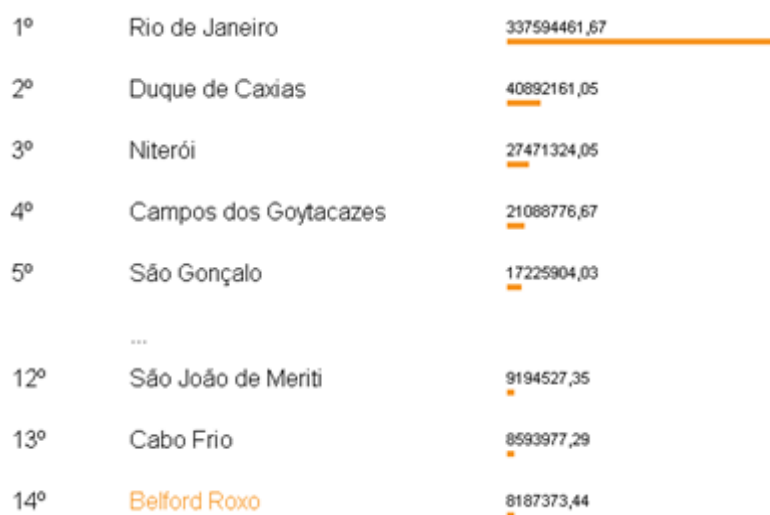 1º Rio de Janeiro 337594461,67
2º Duque de Caxias 40892161,05
3º Niterói 27471324,05
4º Campos dos Goytacazes 21088776,67
5º São Gonçalo 17225904,03
...
12º São João de Meriti 9194527,35
13º Cabo Frio 8593977,29
14º Belford Roxo 8187373,44